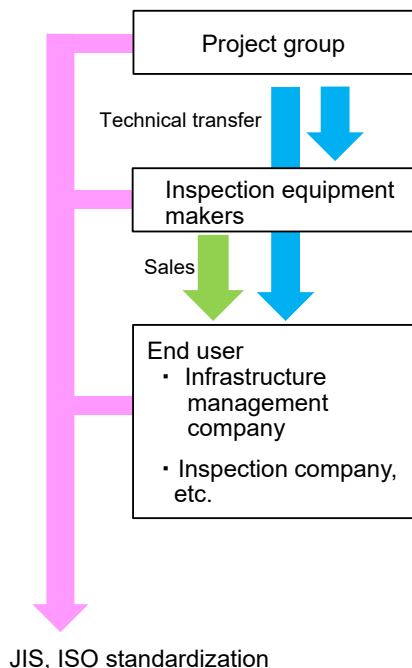 Project group
Technical transfer
Inspection equipment
makers
Sales
End user
・ Infrastructure
management
company
・ Inspection company,
etc.
JIS, ISO standardization